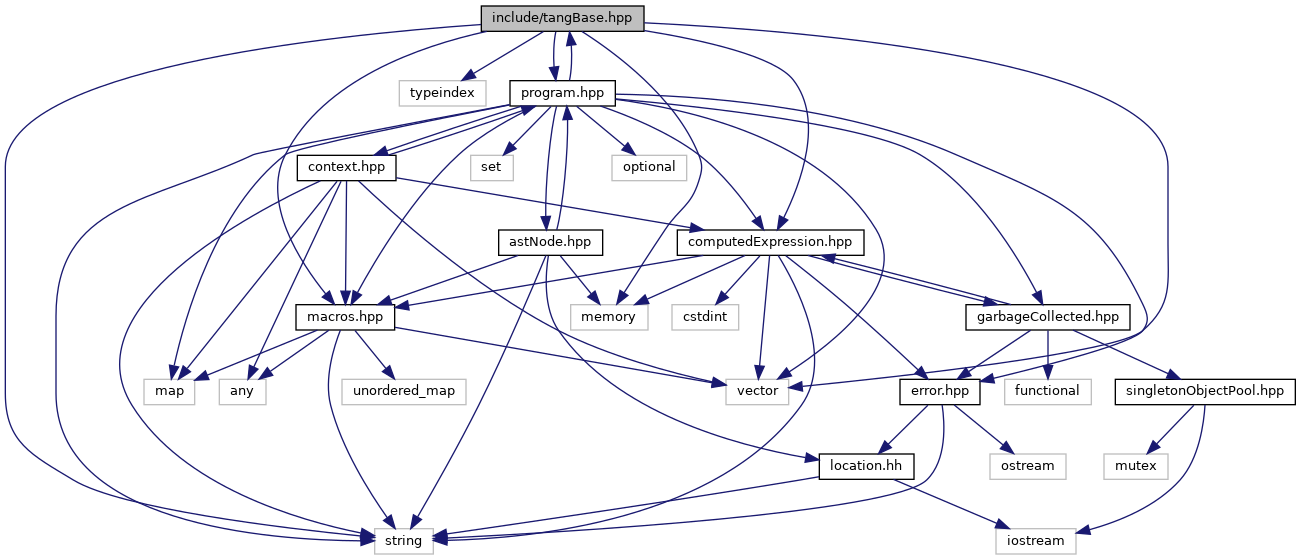 include/tangBase.hpp
typeindex
program.hpp
context.hpp
set
optional
astNode.hpp
computedExpression.hpp
macros.hpp
memory
cstdint
garbageCollected.hpp
map
any
unordered_map
vector
error.hpp
functional
singletonObjectPool.hpp
location.hh
ostream
mutex
string
iostream